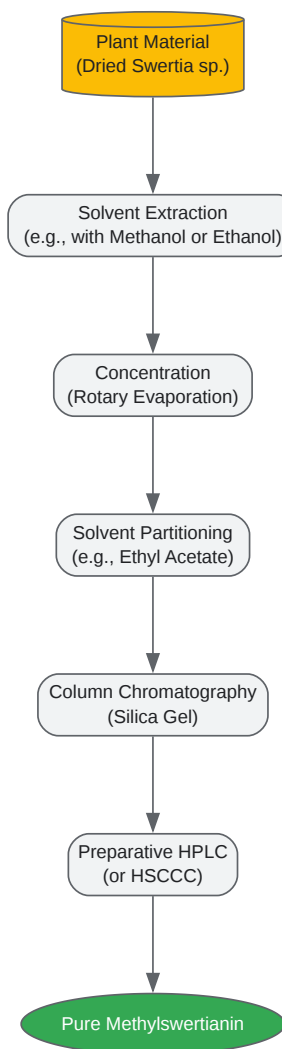 Plant Material
(Dried Swertia sp.)
Solvent Extraction
(e.g., with Methanol or Ethanol)
Concentration
(Rotary Evaporation)
Solvent Partitioning
(e.g., Ethyl Acetate)
Column Chromatography
(Silica Gel)
Preparative HPLC
(or HSCCC)
Pure Methylswertianin